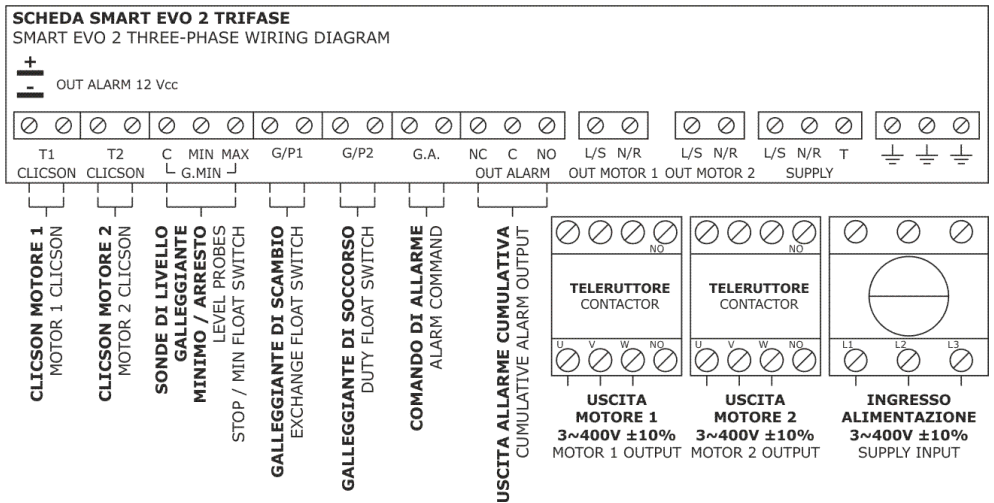 SCHEDA SMART EVO 2 TRIFASE
SMART EVO 2 THREE-PHASE WIRING DIAGRAM
+
-
OUT ALARM 12 Vcc
T1 T2 C MIN MAX G/P1 G/P2 G.A. NC C NO L/S N/R L/S N/R L/S N/R T
CLICSON CLICSON G.MIN OUT ALARM OUT MOTOR 1 OUT MOTOR 2 SUPPLY
CLICSON MOTORE 1
MOTOR 1 CLICSON
CLICSON MOTORE 2
MOTOR 2 CLICSON
SONDE DI LIVELLO
GALLEGGIANTE
MINIMO / ARRESTO
LEVEL PROBES
STOP / MIN FLOAT SWITCH
GALLEGGIANTE DI SCAMBIO
EXCHANGE FLOAT SWITCH
GALLEGGIANTE DI SOCCORSO
DUTY FLOAT SWITCH
COMANDO DI ALLARME
ALARM COMMAND
USCITA ALLARME CUMULATIVA
CUMULATIVE ALARM OUTPUT
NO
TELERUTTORE
CONTACTOR
U V W NO
USCITA
MOTORE 1
3~400V ±10%
MOTOR 1 OUTPUT
NO
TELERUTTORE
CONTACTOR
U V W NO
USCITA
MOTORE 2
3~400V ±10%
MOTOR 2 OUTPUT
L1 L2 L3
INGRESSO
ALIMENTAZIONE
3~400V ±10%
SUPPLY INPUT